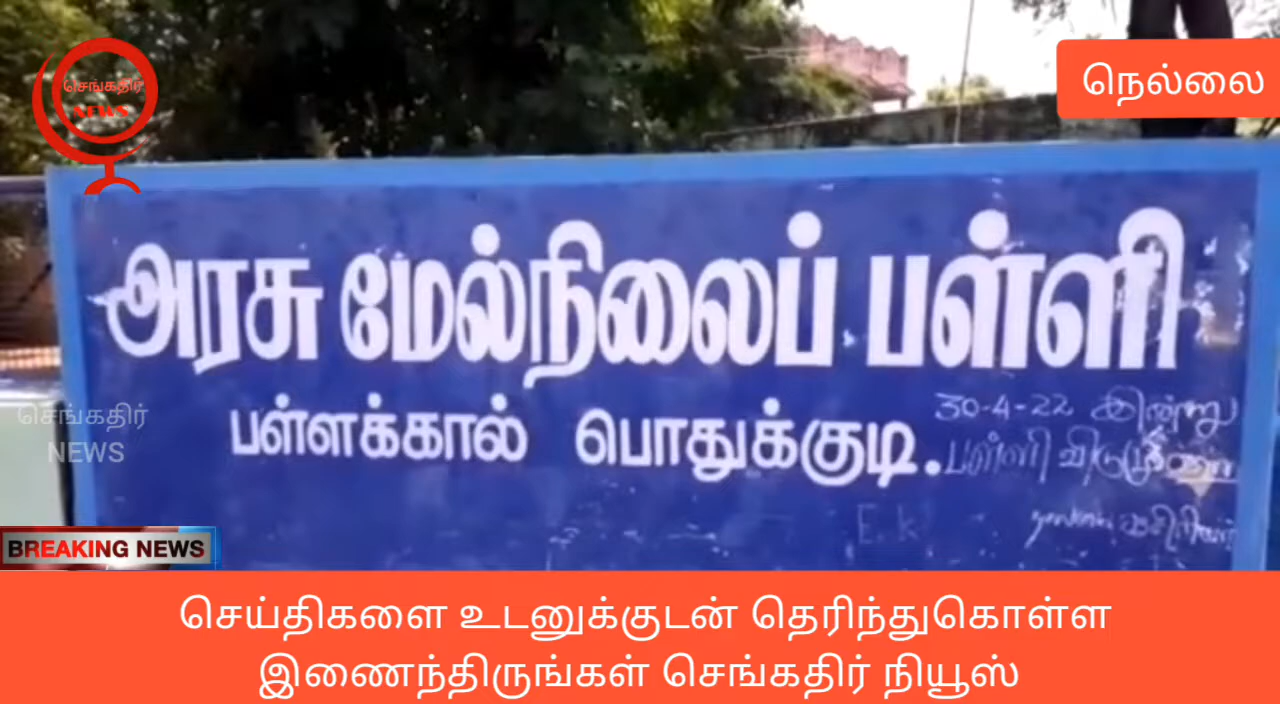 செங்கதிர்
NEWS
நெல்லை
அரசு மேல்நிலைப் பள்ளி
பள்ளக்கால் பொதுக்குடி.
30-4-22 இன்று
பள்ளி விடுமுறை
E.k
செங்கதிர்
NEWS
BREAKING NEWS
செய்திகளை உடனுக்குடன் தெரிந்துகொள்ள
இணைந்திருங்கள் செங்கதிர் நியூஸ்